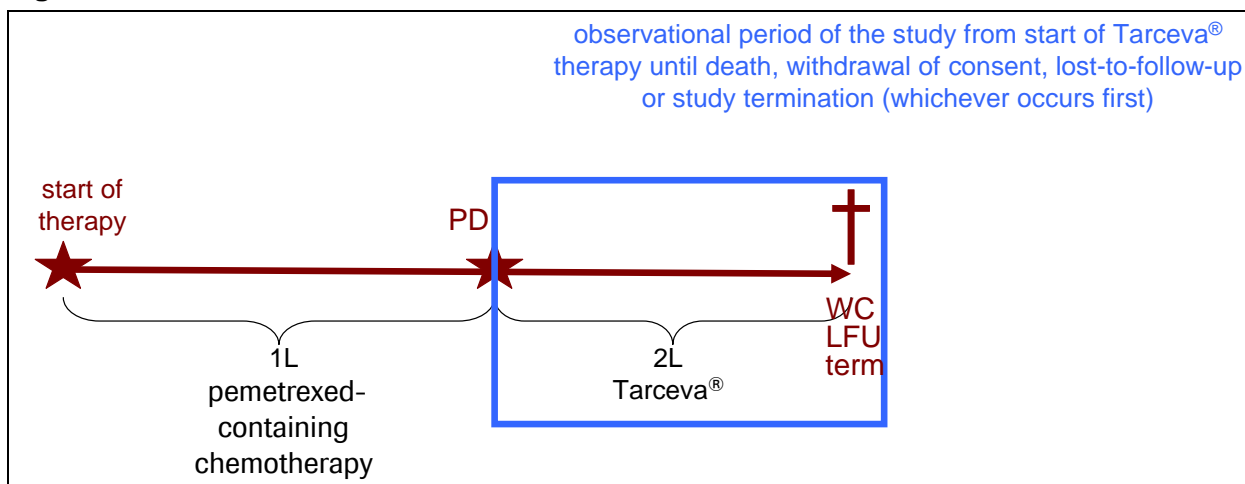 observational period of the study from start of Tarceva®
therapy until death, withdrawal of consent, lost-to-follow-up
or study termination (whichever occurs first)
start of
therapy
PD
WC
LFU
term
1L
pemetrexed-
containing
chemotherapy
2L
Tarceva®